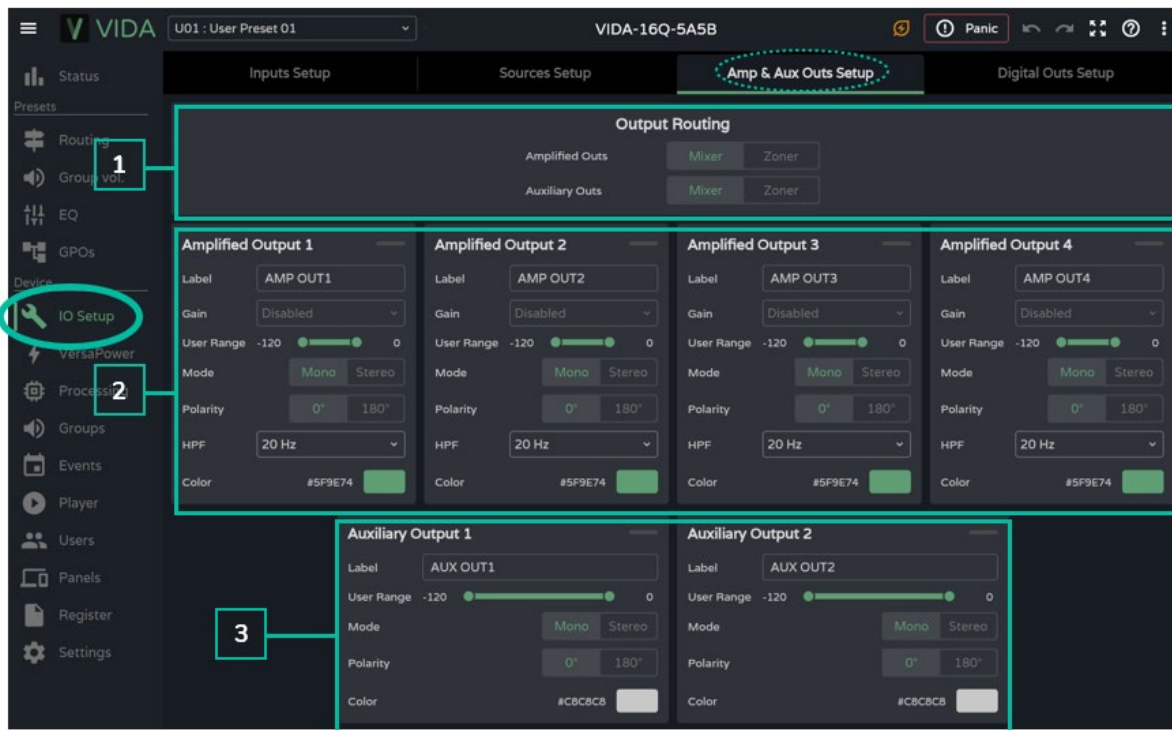 VIDA
U01 : User Preset 01
VIDA-16Q-5A5B
Panic
Status
Presets
Routing
Group vol.
EQ
GPOs
Device
IO Setup
VersaPower
Processing
Groups
Events
Player
Users
Panels
Register
Settings
Inputs Setup
Sources Setup
Amp & Aux Outs Setup
Digital Outs Setup
1
Output Routing
Amplified Outs Mixer Zoner
Auxiliary Outs Mixer Zoner
2
Amplified Output 1
Label AMP OUT1
Gain Disabled
User Range -120 0
Mode Mono Stereo
Polarity 0° 180°
HPF 20 Hz
Color #5F9E74
Amplified Output 2
Label AMP OUT2
Gain Disabled
User Range -120 0
Mode Mono Stereo
Polarity 0° 180°
HPF 20 Hz
Color #5F9E74
Amplified Output 3
Label AMP OUT3
Gain Disabled
User Range -120 0
Mode Mono Stereo
Polarity 0° 180°
HPF 20 Hz
Color #5F9E74
Amplified Output 4
Label AMP OUT4
Gain Disabled
User Range -120 0
Mode Mono Stereo
Polarity 0° 180°
HPF 20 Hz
Color #5F9E74
3
Auxiliary Output 1
Label AUX OUT1
User Range -120 0
Mode Mono Stereo
Polarity 0° 180°
Color #C8C8C8
Auxiliary Output 2
Label AUX OUT2
User Range -120 0
Mode Mono Stereo
Polarity 0° 180°
Color #C8C8C8